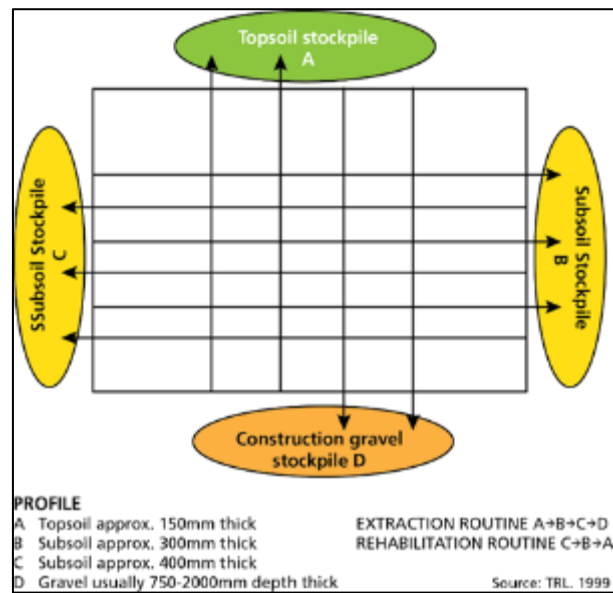 Topsoil stockpile
A
SSubsoil Stockpile
C
Subsoil Stockpile
B
Construction gravel
stockpile D
PROFILE
A Topsoil approx. 150mm thick
B Subsoil approx. 300mm thick
C Subsoil approx. 400mm thick
D Gravel usually 750-2000mm depth thick
EXTRACTION ROUTINE A→B→C→D
REHABILITATION ROUTINE C→B→A
Source: TRL. 1999